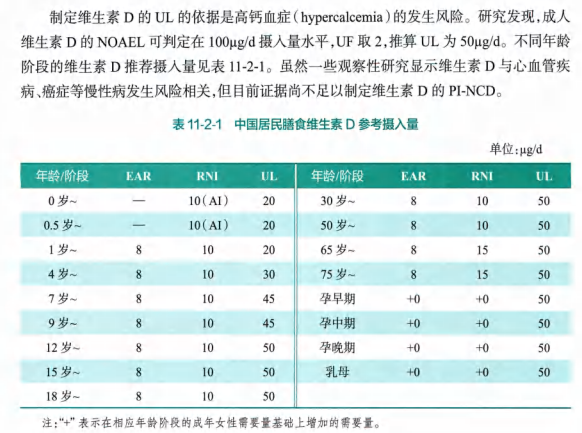 制定维生素 D 的 UL 的依据是高钙血症(hypercalcemia)的发生风险。研究发现,成人
维生素 D 的 NOAEL 可判定在 100μg/d 摄入量水平,UF 取 2,推算 UL 为 50μg/d。不同年龄
阶段的维生素 D 推荐摄入量见表 11-2-1。虽然一些观察性研究显示维生素 D 与心血管疾
病、癌症等慢性病发生风险相关,但目前证据尚不足以制定维生素 D 的 PI-NCD。
表 11-2-1 中国居民膳食维生素 D 参考摄入量
单位:μg/d
年龄/阶段 EAR RNI UL 年龄/阶段 EAR RNI UL
0 岁~ — 10(AI) 20 30 岁~ 8 10 50
0.5 岁~ — 10(AI) 20 50 岁~ 8 10 50
1 岁~ 8 10 20 65 岁~ 8 15 50
4 岁~ 8 10 30 75 岁~ 8 15 50
7 岁~ 8 10 45 孕早期 +0 +0 50
9 岁~ 8 10 45 孕中期 +0 +0 50
12 岁~ 8 10 50 孕晚期 +0 +0 50
15 岁~ 8 10 50 乳母 +0 +0 50
18 岁~ 8 10 50
注:“+”表示在相应年龄阶段的成年女性需要量基础上增加的需要量。